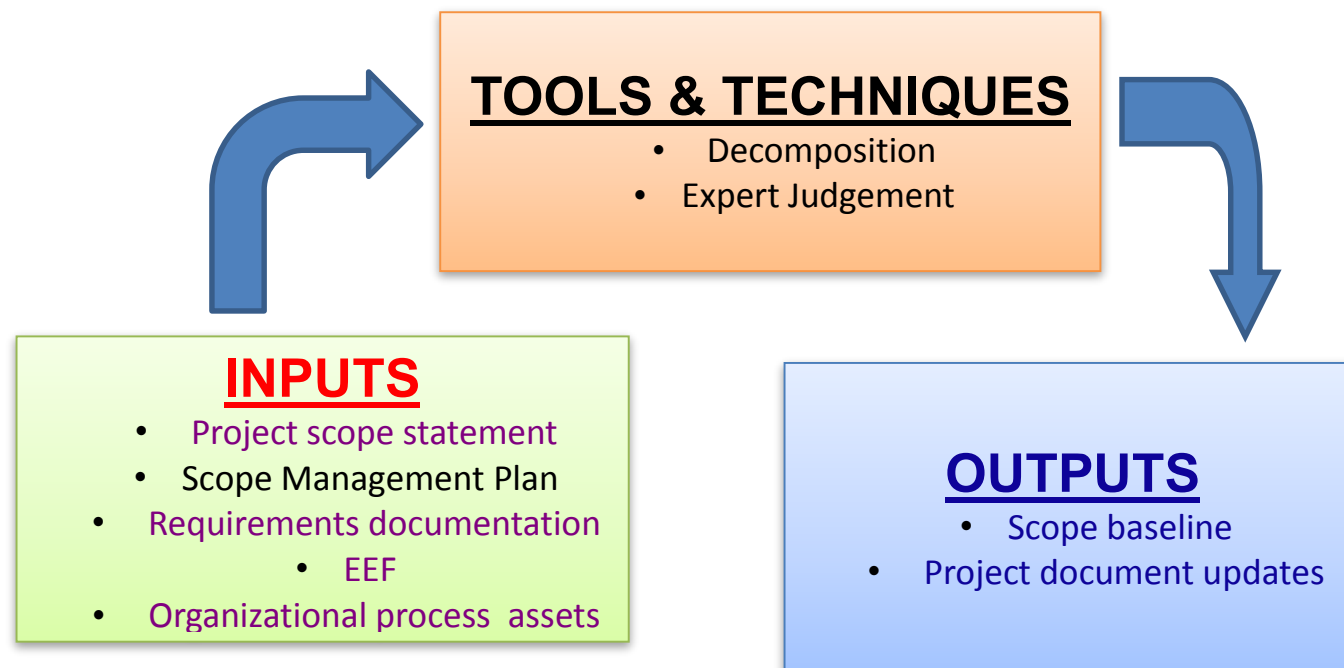 TOOLS & TECHNIQUES
• Decomposition
• Expert Judgement
INPUTS
• Project scope statement
• Scope Management Plan
• Requirements documentation
• EEF
• Organizational process assets
OUTPUTS
• Scope baseline
• Project document updates